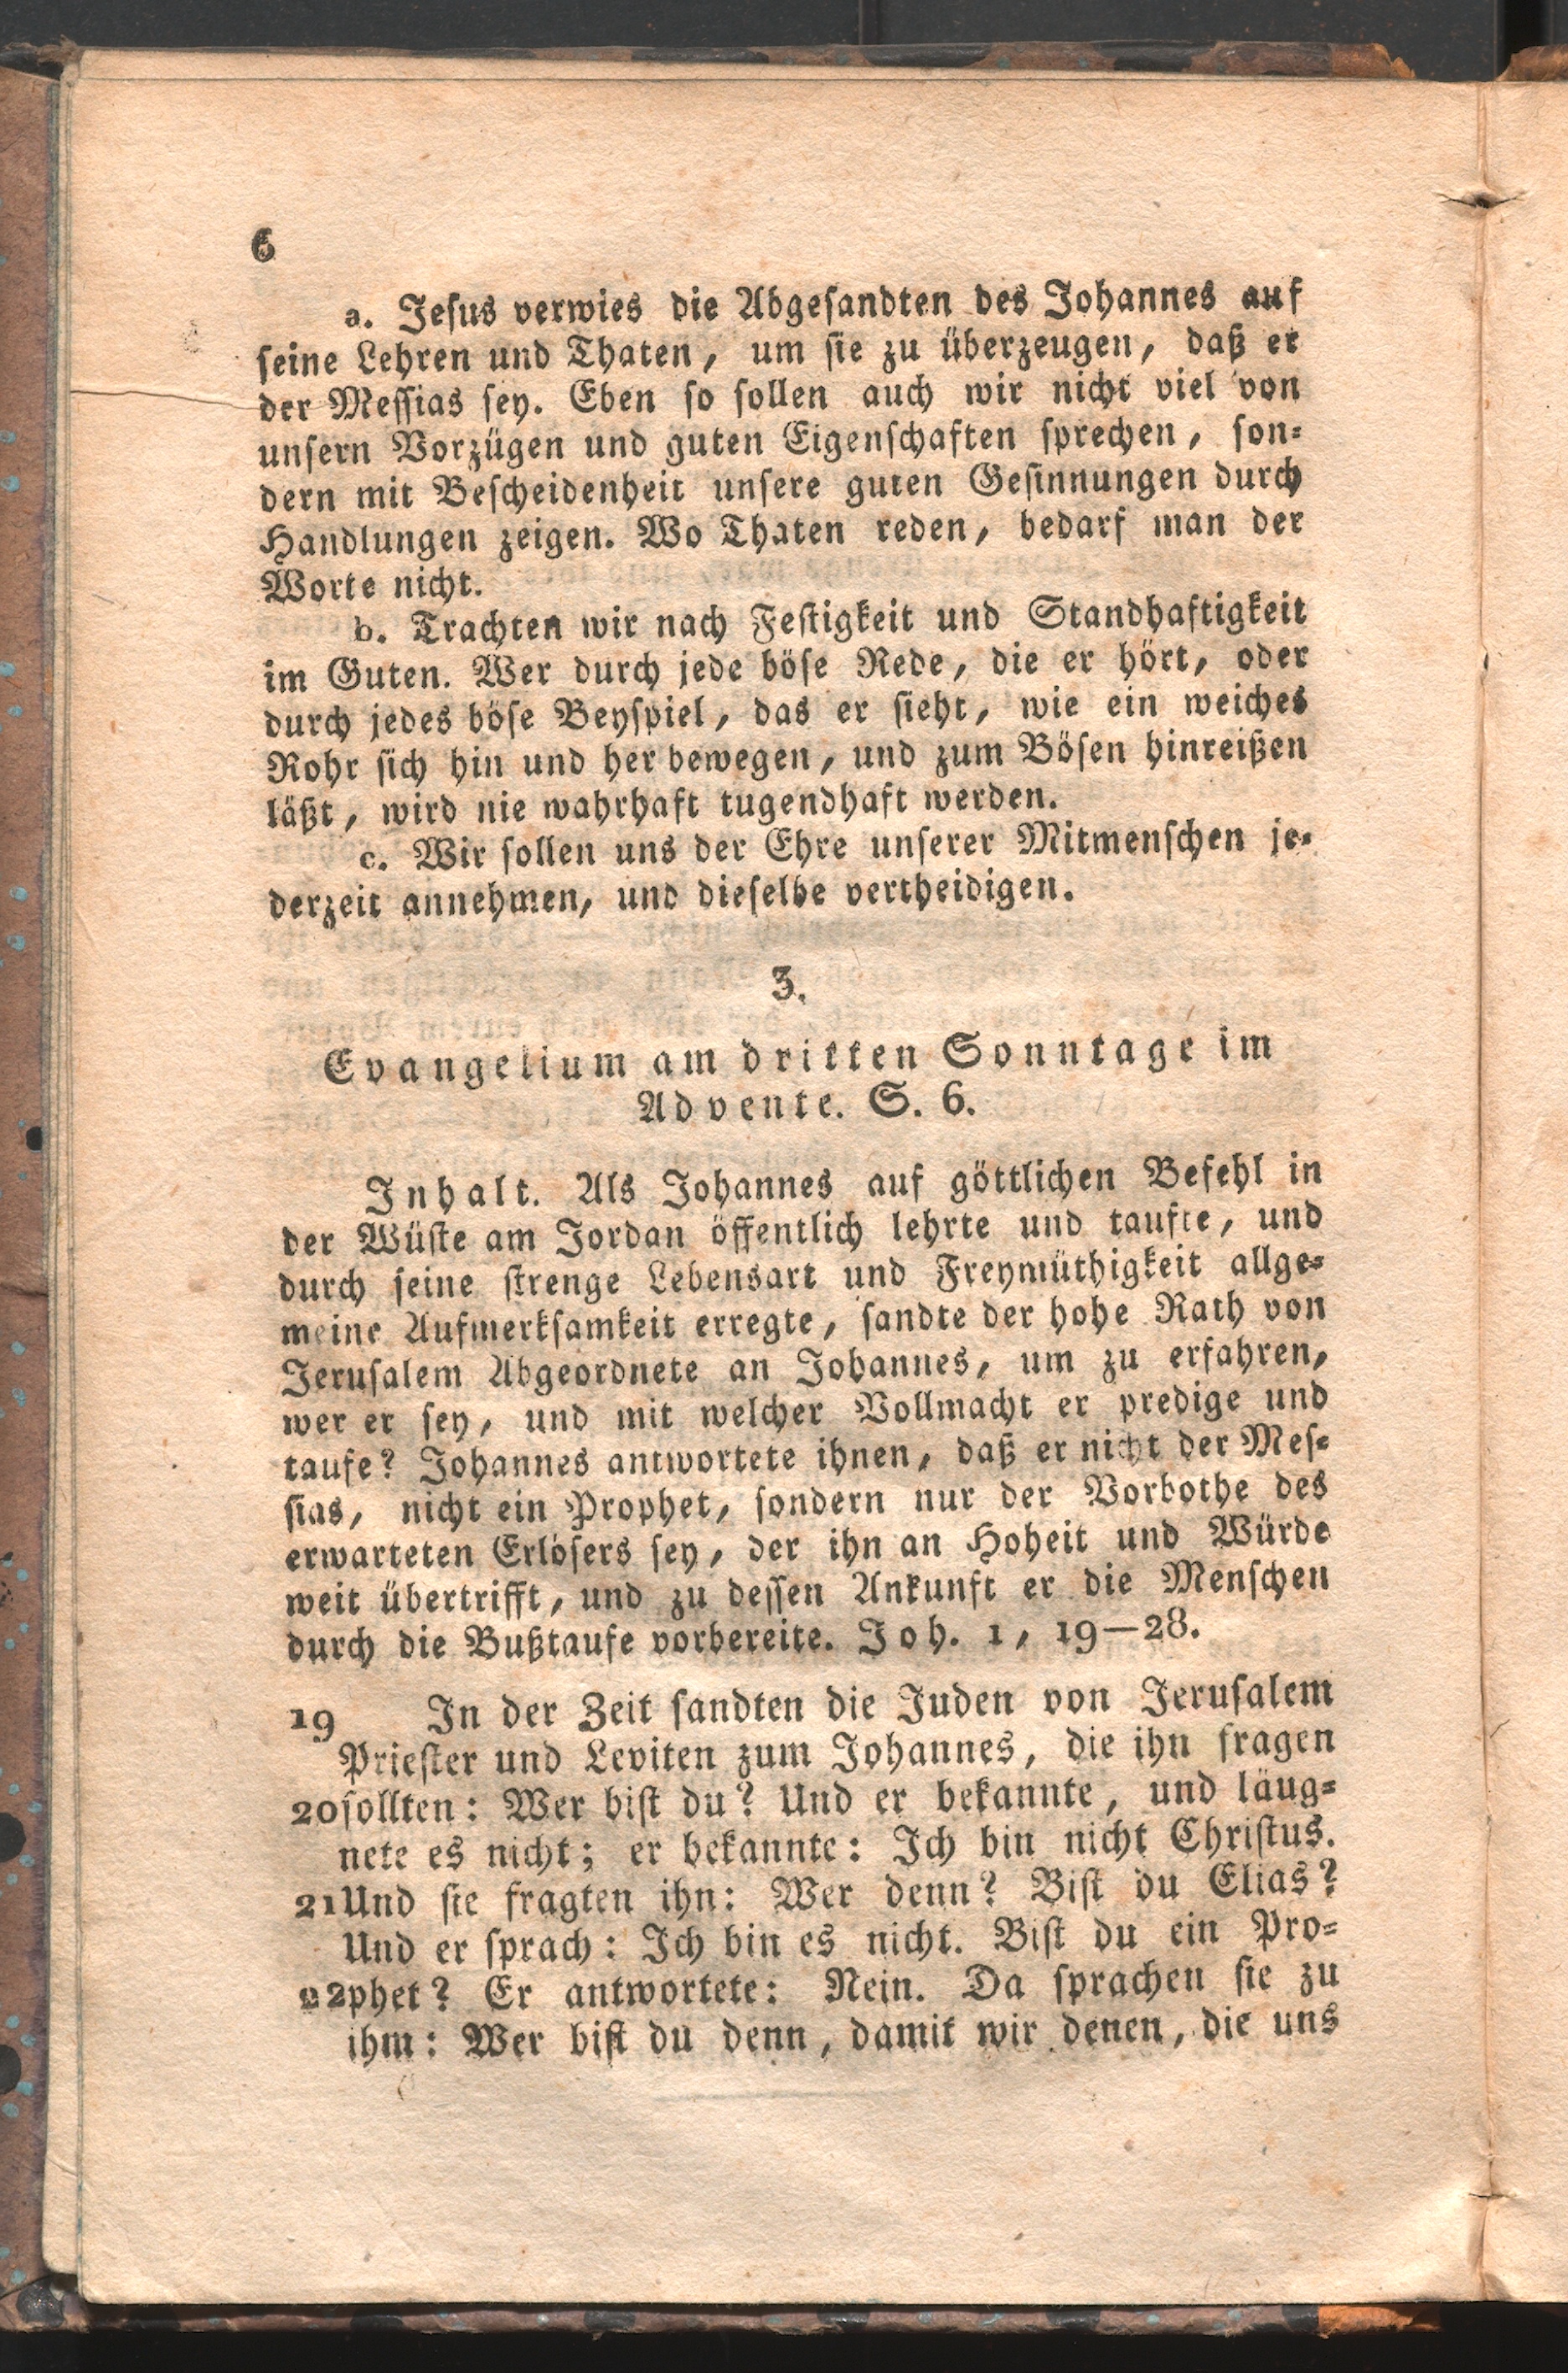 6
a. Jesus verwies die Abgesandten des Johannes auf
seine Lehren und Thaten, um sie zu überzeugen, daß er
der Messias sey. Eben so sollen auch wir nicht viel von
unsern Vorzügen und guten Eigenschaften sprechen, son⸗
dern mit Bescheidenheit unsere guten Gesinnungen durch
Handlungen zeigen. Wo Thaten reden, bedarf man der
Worte nicht.
b. Trachten wir nach Festigkeit und Standhaftigkeit
im Guten. Wer durch jede böse Rede, die er hört, oder
durch jedes böse Beyspiel, das er sieht, wie ein weiches
Rohr sich hin und her bewegen, und zum Bösen hinreißen
läßt, wird nie wahrhaft tugendhaft werden.
c. Wir sollen uns der Ehre unserer Mitmenschen je⸗
derzeit annehmen, und dieselbe vertheidigen.
3.
Evangelium am dritten Sonntage im
Advente. S. 6.
Inhalt. Als Johannes auf göttlichen Befehl in
der Wüste am Jordan öffentlich lehrte und taufte, und
durch seine strenge Lebensart und Freymüthigkeit allge⸗
meine Aufmerksamkeit erregte, sandte der hohe Rath von
Jerusalem Abgeordnete an Johannes, um zu erfahren,
wer er sey, und mit welcher Vollmacht er predige und
taufe? Johannes antwortete ihnen, daß er nicht der Mes⸗
sias, nicht ein Prophet, sondern nur der Vorbothe des
erwarteten Erlösers sey, der ihn an Hoheit und Würde
weit übertrifft, und zu dessen Ankunft er die Menschen
durch die Bußtaufe vorbereite. Joh. 1, 19—28.
19 In der Zeit sandten die Juden von Jerusalem
Priester und Leviten zum Johannes, die ihn fragen
20 sollten: Wer bist du? Und er bekannte, und läug⸗
nete es nicht; er bekannte: Ich bin nicht Christus.
21 Und sie fragten ihn: Wer denn? Bist du Elias?
Und er sprach: Ich bin es nicht. Bist du ein Pro⸗
22 phet? Er antwortete: Nein. Da sprachen sie zu
ihm: Wer bist du denn, damit wir denen, die uns